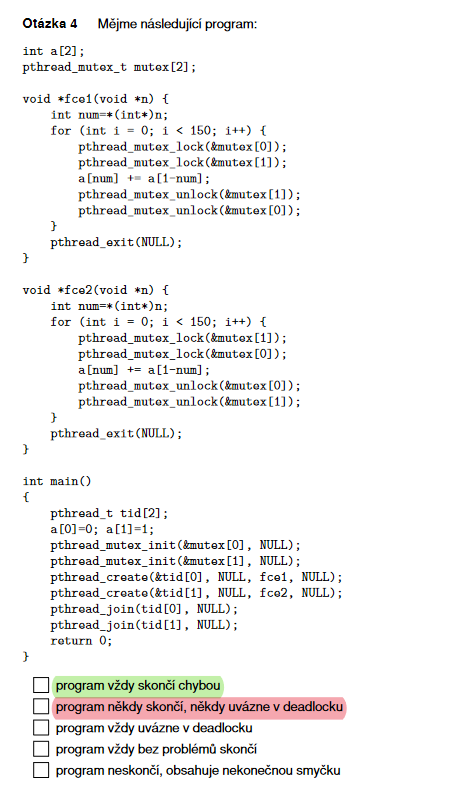 Otázka 4 Mějme následující program:
int a[2];
pthread_mutex_t mutex[2];
void *fce1(void *n) {
    int num=*(int*)n;
    for (int i = 0; i < 150; i++) {
        pthread_mutex_lock(&mutex[0]);
        pthread_mutex_lock(&mutex[1]);
        a[num] += a[1-num];
        pthread_mutex_unlock(&mutex[1]);
        pthread_mutex_unlock(&mutex[0]);
    }
    pthread_exit(NULL);
}
void *fce2(void *n) {
    int num=*(int*)n;
    for (int i = 0; i < 150; i++) {
        pthread_mutex_lock(&mutex[1]);
        pthread_mutex_lock(&mutex[0]);
        a[num] += a[1-num];
        pthread_mutex_unlock(&mutex[0]);
        pthread_mutex_unlock(&mutex[1]);
    }
    pthread_exit(NULL);
}
int main()
{
    pthread_t tid[2];
    a[0]=0; a[1]=1;
    pthread_mutex_init(&mutex[0], NULL);
    pthread_mutex_init(&mutex[1], NULL);
    pthread_create(&tid[0], NULL, fce1, NULL);
    pthread_create(&tid[1], NULL, fce2, NULL);
    pthread_join(tid[0], NULL);
    pthread_join(tid[1], NULL);
    return 0;
}
program vždy skončí chybou
program někdy skončí, někdy uvázne v deadlocku
program vždy uvázne v deadlocku
program vždy bez problémů skončí
program neskončí, obsahuje nekonečnou smyčku